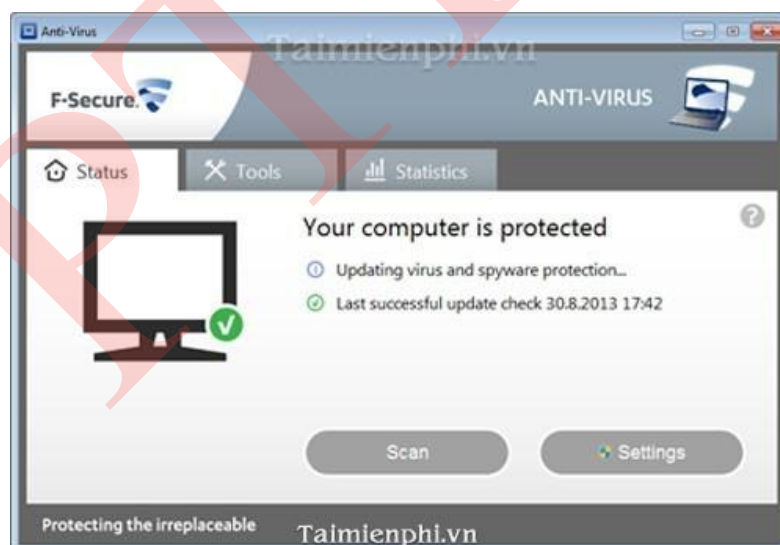 Anti-Virus
Taimienphi.vn
F-Secure.
ANTI-VIRUS
Status
Tools
Statistics
Your computer is protected
?
Updating virus and spyware protection...
Last successful update check 30.8.2013 17:42
Scan
Settings
Protecting the irreplaceable
Taimienphi.vn